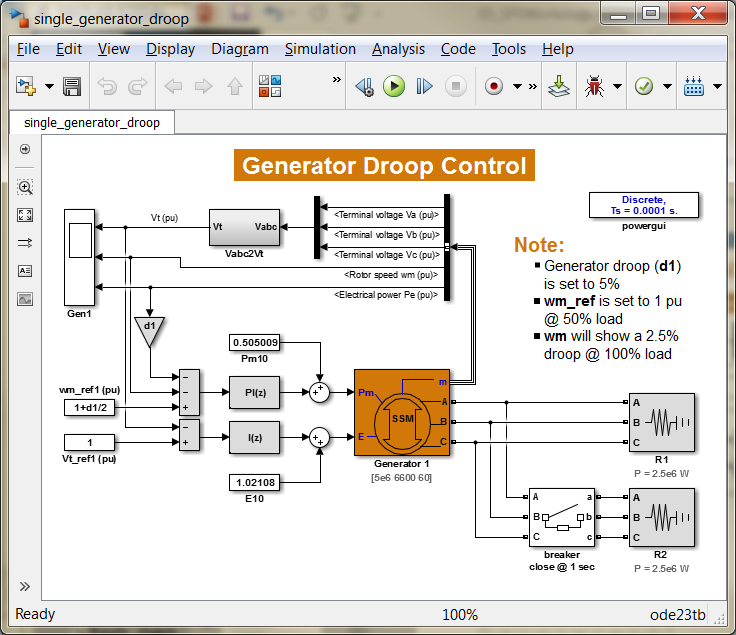 single_generator_droop
File Edit View Display Diagram Simulation Analysis Code Tools Help
»
»
single_generator_droop
Generator Droop Control
Discrete,
Ts = 0.0001 s.
powergui
Vt (pu)
Vt Vabc
Vabc2Vt
<Terminal voltage Va (pu)>
<Terminal voltage Vb (pu)>
<Terminal voltage Vc (pu)>
<Rotor speed wm (pu)>
<Electrical power Pe (pu)>
Gen1
Note:
Generator droop (d1)
is set to 5%
wm_ref is set to 1 pu
@ 50% load
wm will show a 2.5%
droop @ 100% load
d1
0.505009
Pm10
wm_ref1 (pu)
1+d1/2
PI(z)
1
Vt_ref1 (pu)
I(z)
1.02108
E10
m
Pm
A
B
C
E
SSM
Generator 1
[5e6 6600 60]
A
B
C
R1
P = 2.5e6 W
A a
B b
C c
breaker
close @ 1 sec
A
B
C
R2
P = 2.5e6 W
»
Ready 100% ode23tb